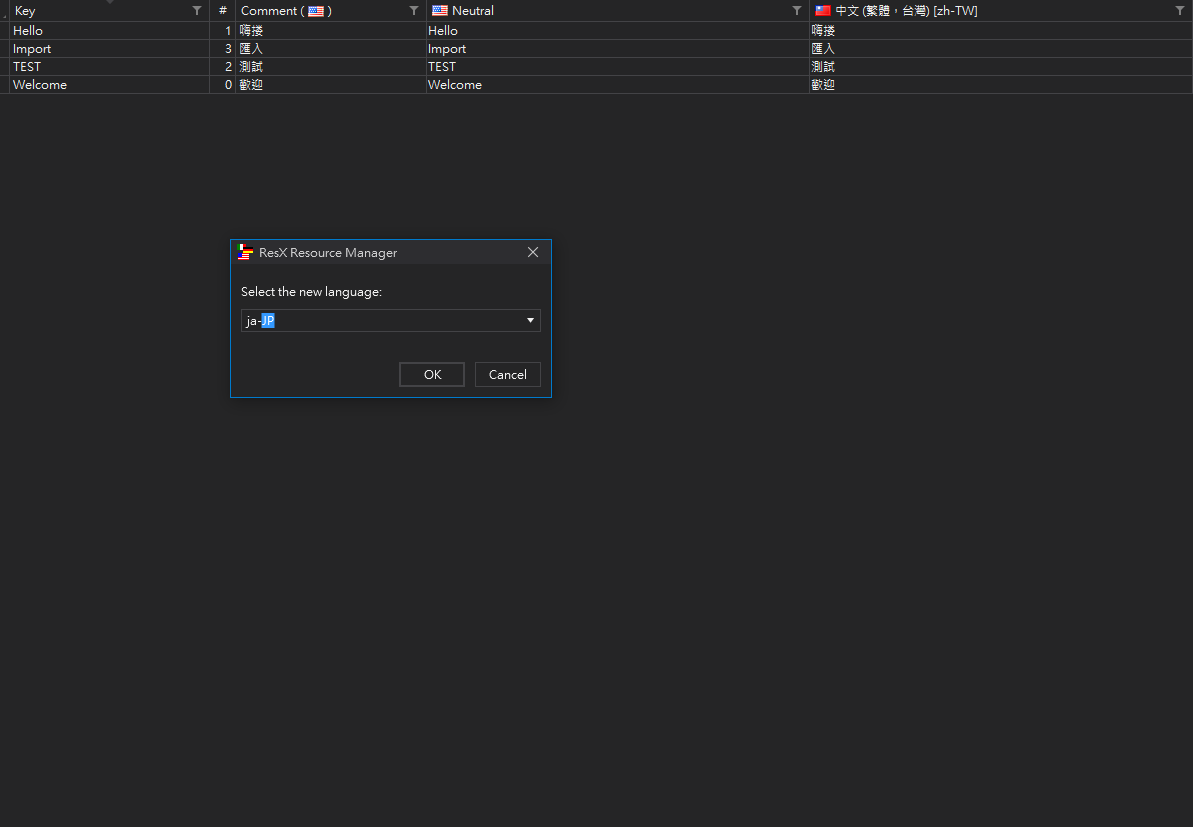 Key # Comment ( ) Neutral 中文 (繁體，台灣) [zh-TW]
Hello 1 嗨摟 Hello 嗨摟
Import 3 匯入 Import 匯入
TEST 2 測試 TEST 測試
Welcome 0 歡迎 Welcome 歡迎
ResX Resource Manager
Select the new language:
ja-JP
OK Cancel